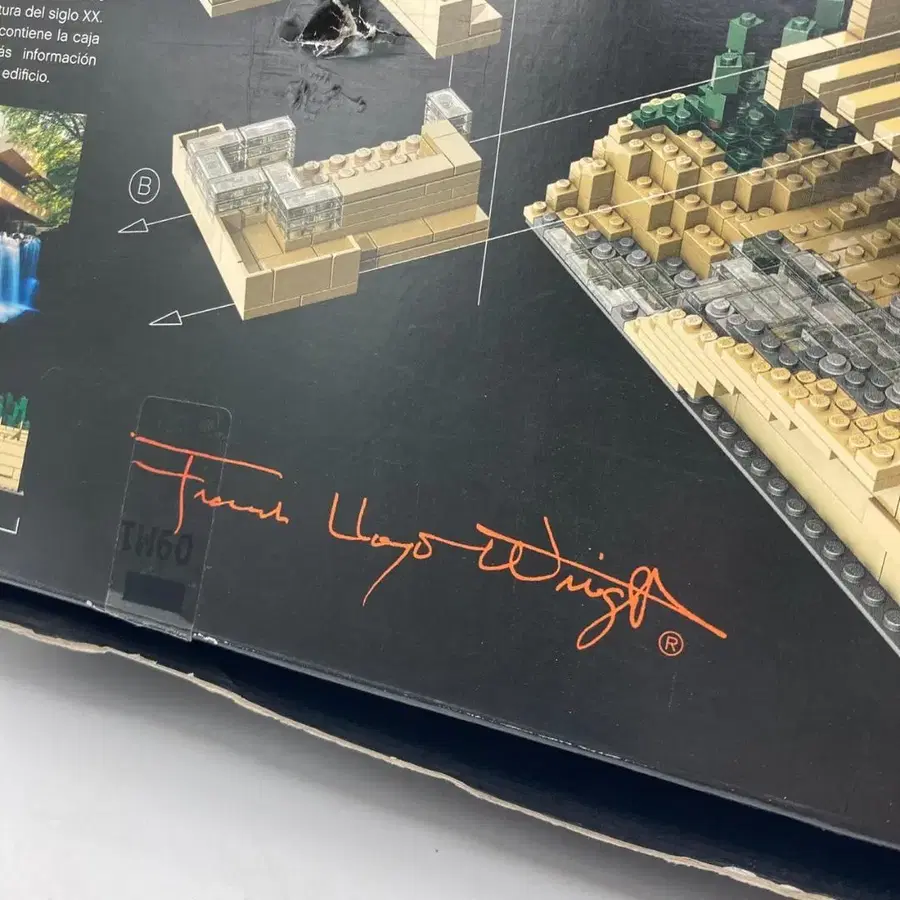 tura del siglo XX.
contiene la caja
ás información
edificio.
B
IW60
Frank Lloyd Wright
®